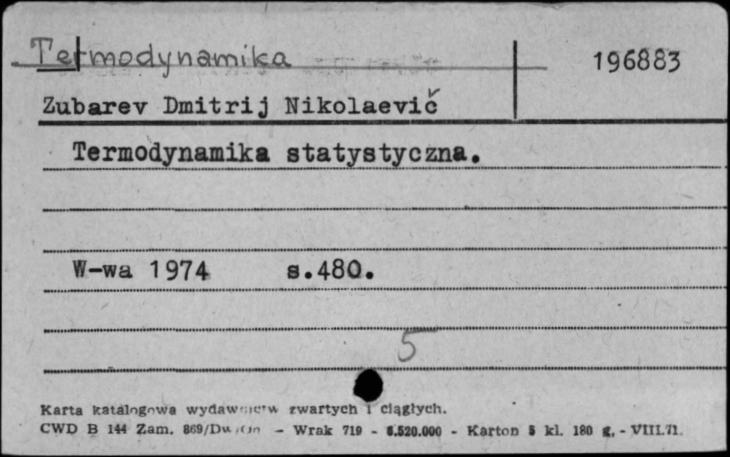 Termodynamika
196883
Zubarev Dmitrij Nikolaevič
Termodynamika statystyczna.
W-wa 1974 s.480.
5
Karta katalogowa wydawnictw zwartych i ciągłych.
CWD B 144 Zam. 869/ – Wrak 719 - 8.520.000 - Karton 5 kl. 180 g. - VIII.71.